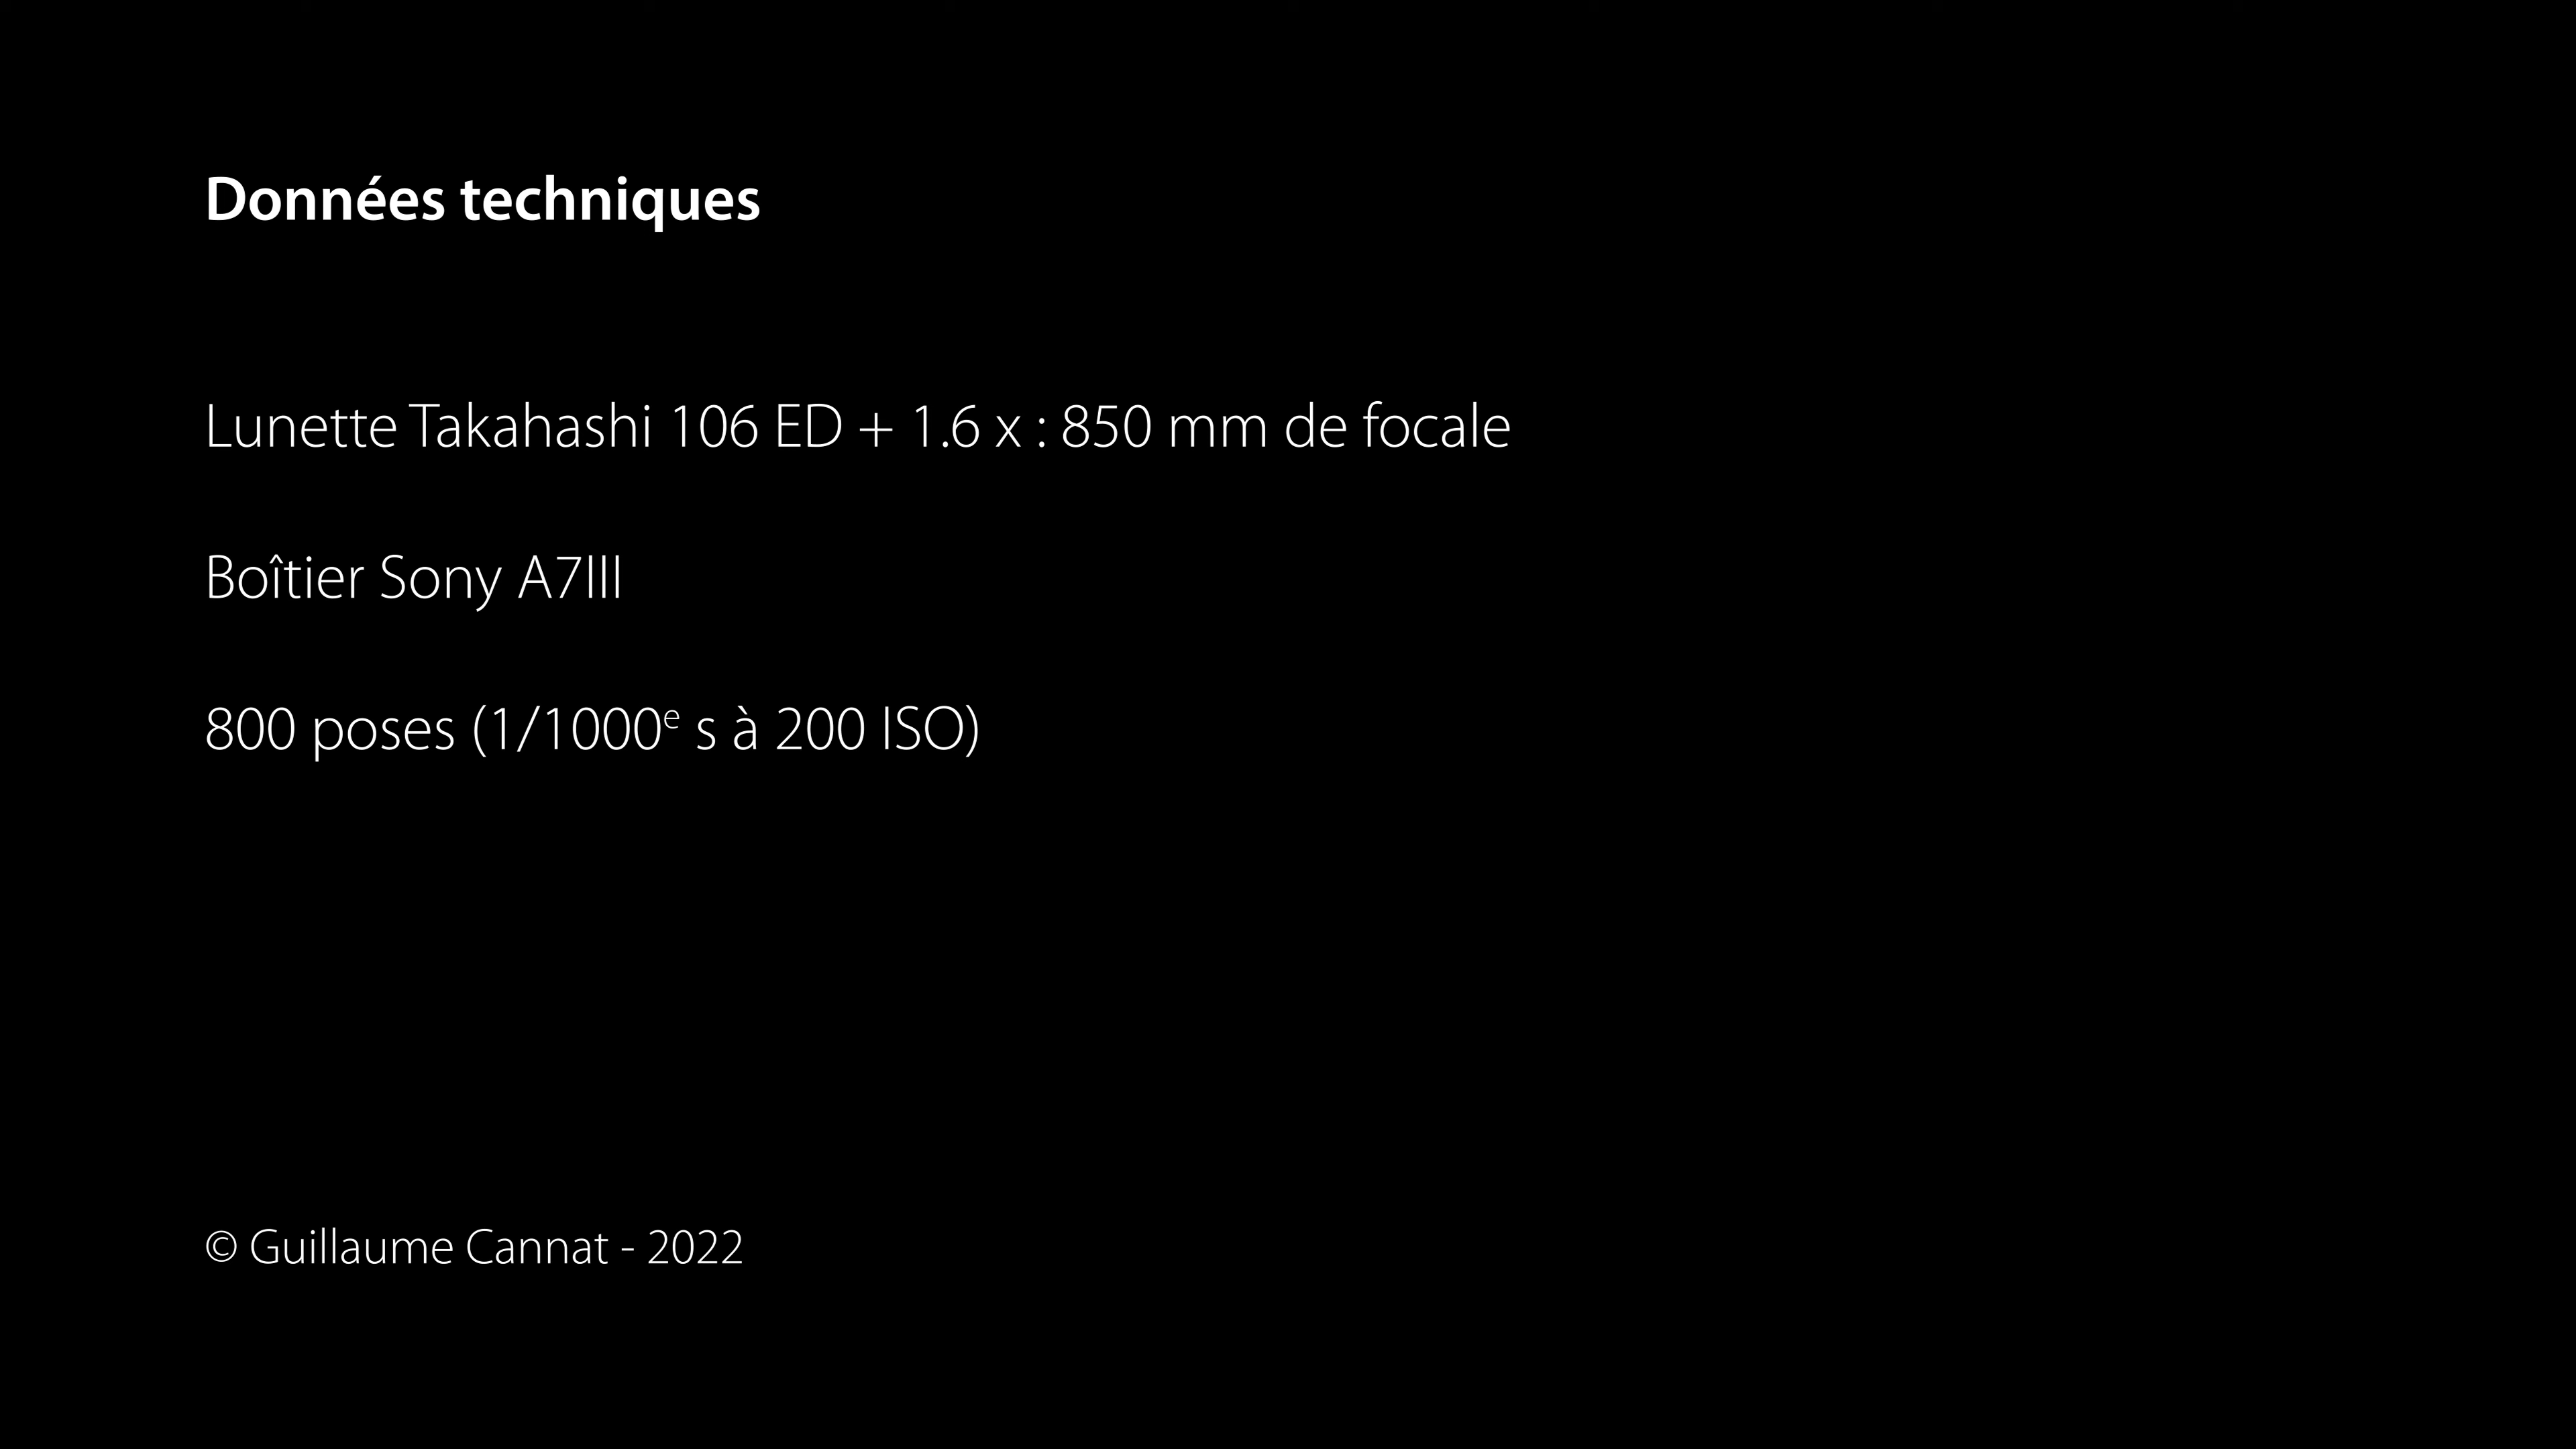 Données techniques
Lunette Takahashi 106 ED + 1.6 x : 850 mm de focale
Boîtier Sony A7III
800 poses (1/1000ᵉ s à 200 ISO)
© Guillaume Cannat - 2022